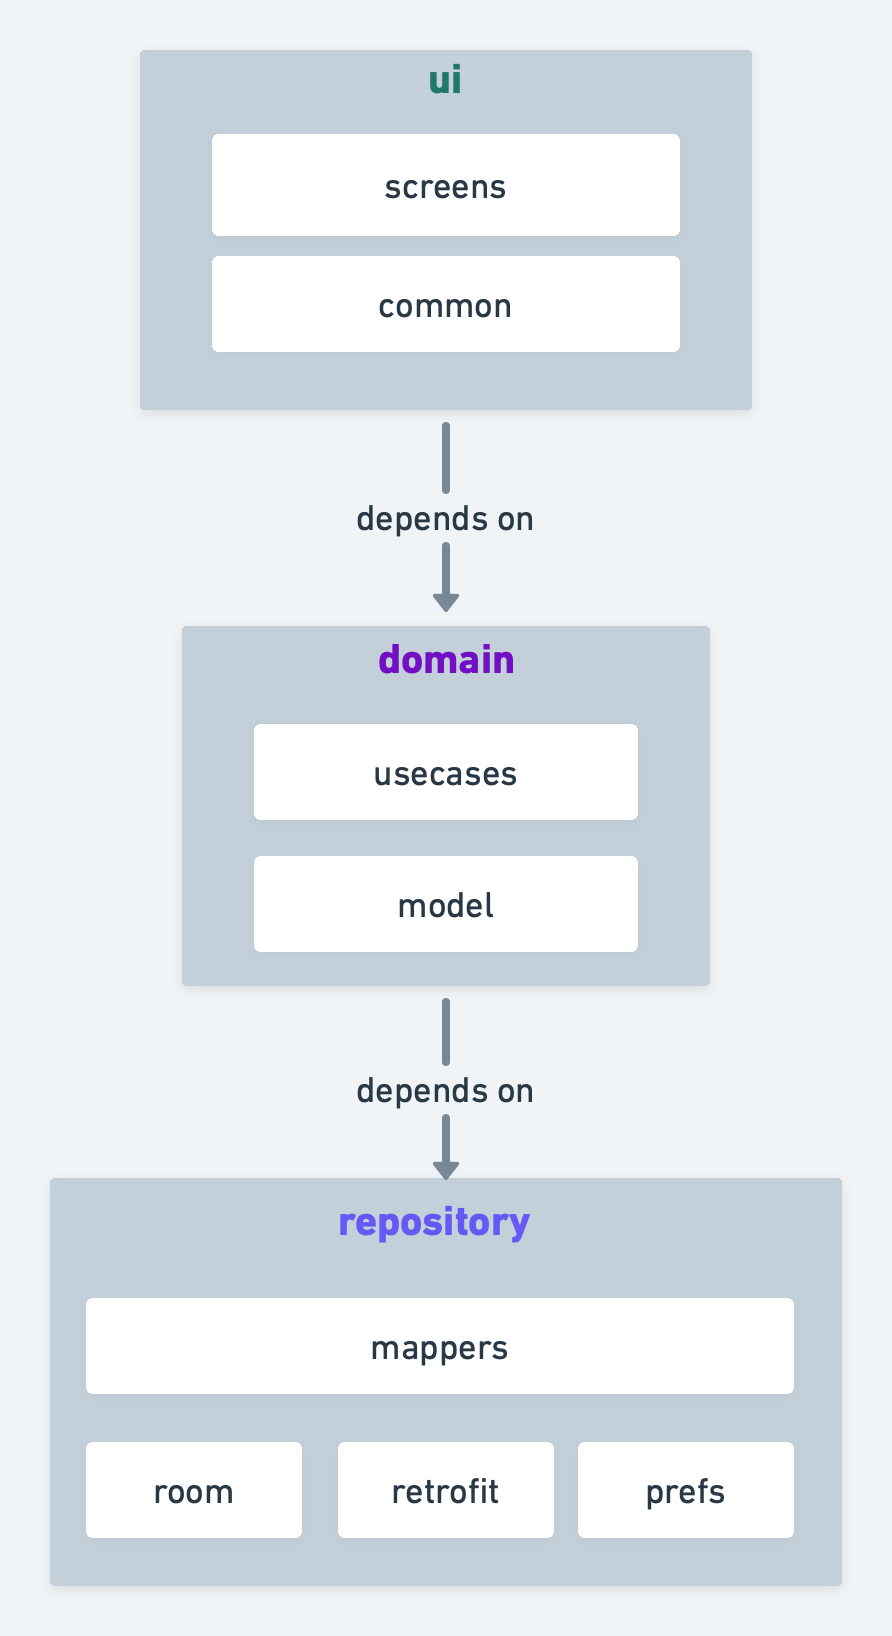 ui
screens
common
depends on
domain
usecases
model
depends on
repository
mappers
room retrofit prefs